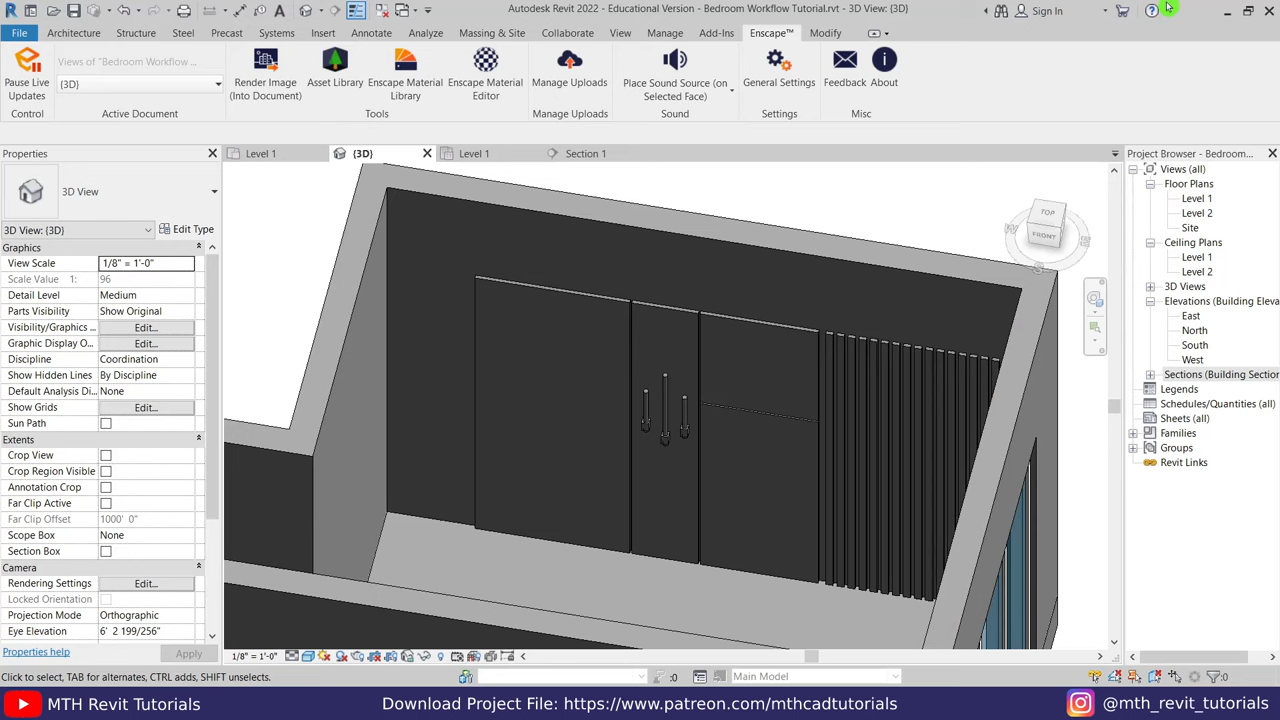 Autodesk Revit 2022 - Educational Version - Bedroom Workflow Tutorial.rvt - 3D View: {3D}
Sign In
File Architecture Structure Steel Precast Systems Insert Annotate Analyze Massing & Site Collaborate View Manage Add-Ins Enscape™ Modify
Pause Live Updates
Views of "Bedroom Workflow ...
{3D}
Render Image (Into Document)
Asset Library
Enscape Material Library
Enscape Material Editor
Manage Uploads
Place Sound Source (on Selected Face)
General Settings
Feedback
About
Control Active Document Tools Manage Uploads Sound Settings Misc
Properties
Level 1 {3D} Level 1 Section 1
Project Browser - Bedroom...
3D View
3D View: {3D}
Edit Type
Graphics
View Scale 1/8" = 1'-0"
Scale Value 1: 96
Detail Level Medium
Parts Visibility Show Original
Visibility/Graphics ... Edit...
Graphic Display O... Edit...
Discipline Coordination
Show Hidden Lines By Discipline
Default Analysis Di... None
Show Grids Edit...
Sun Path
Extents
Crop View
Crop Region Visible
Annotation Crop
Far Clip Active
Far Clip Offset 1000' 0"
Scope Box None
Section Box
Camera
Rendering Settings Edit...
Locked Orientation
Projection Mode Orthographic
Eye Elevation 6' 2 199/256"
Properties help
Apply
TOP
FRONT
W
S
E
Views (all)
Floor Plans
Level 1
Level 2
Site
Ceiling Plans
Level 1
Level 2
3D Views
Elevations (Building Eleva
East
North
South
West
Sections (Building Section
Legends
Schedules/Quantities (all)
Sheets (all)
Families
Groups
Revit Links
1/8" = 1'-0"
Click to select, TAB for alternates, CTRL adds, SHIFT unselects.
:0
Main Model
:0
MTH Revit Tutorials
Download Project File: https://www.patreon.com/mthcadtutorials
@mth_revit_tutorials